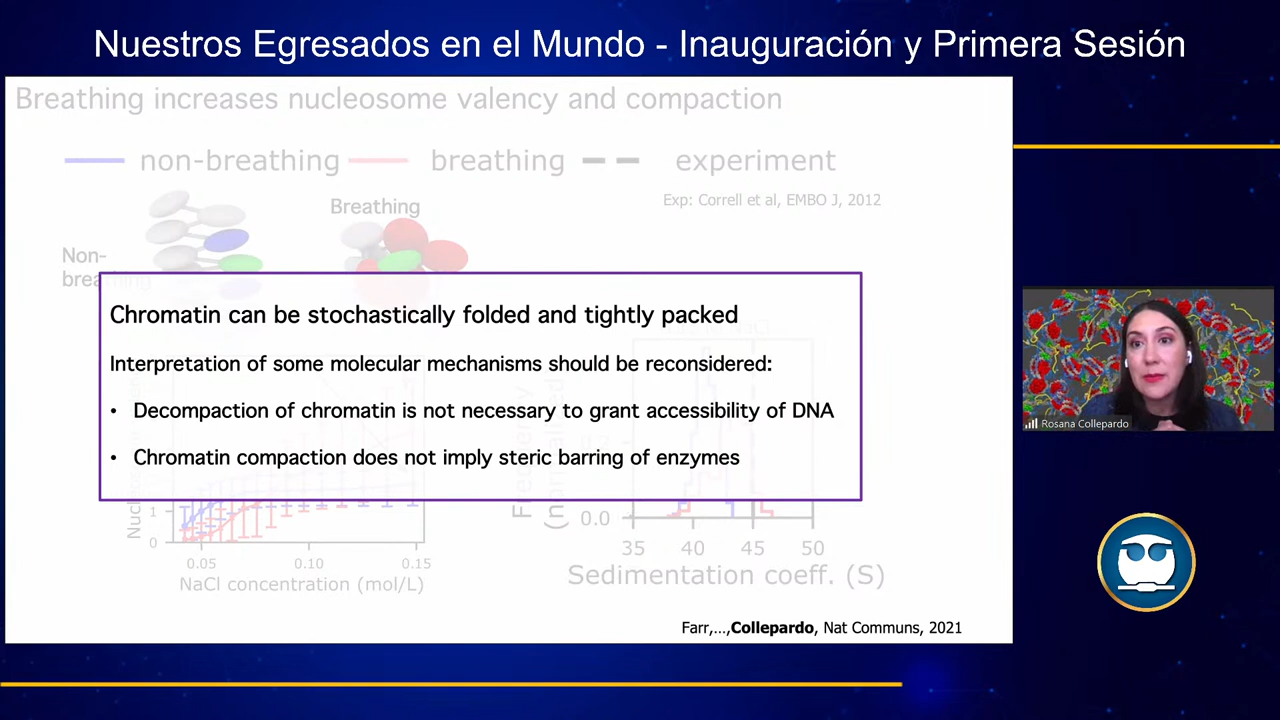 Nuestros Egresados en el Mundo - Inauguración y Primera Sesión
Breathing increases nucleosome valency and compaction
non-breathing breathing experiment
Exp: Correll et al, EMBO J, 2012
Breathing
Non-
breathing
Chromatin can be stochastically folded and tightly packed
Interpretation of some molecular mechanisms should be reconsidered:
• Decompaction of chromatin is not necessary to grant accessibility of DNA
• Chromatin compaction does not imply steric barring of enzymes
1
0
0.05 0.10 0.15
NaCl concentration (mol/L)
Frequency
0.0
35 40 45 50
Sedimentation coeff. (S)
Farr,...,Collepardo, Nat Communs, 2021
Rosana Collepardo